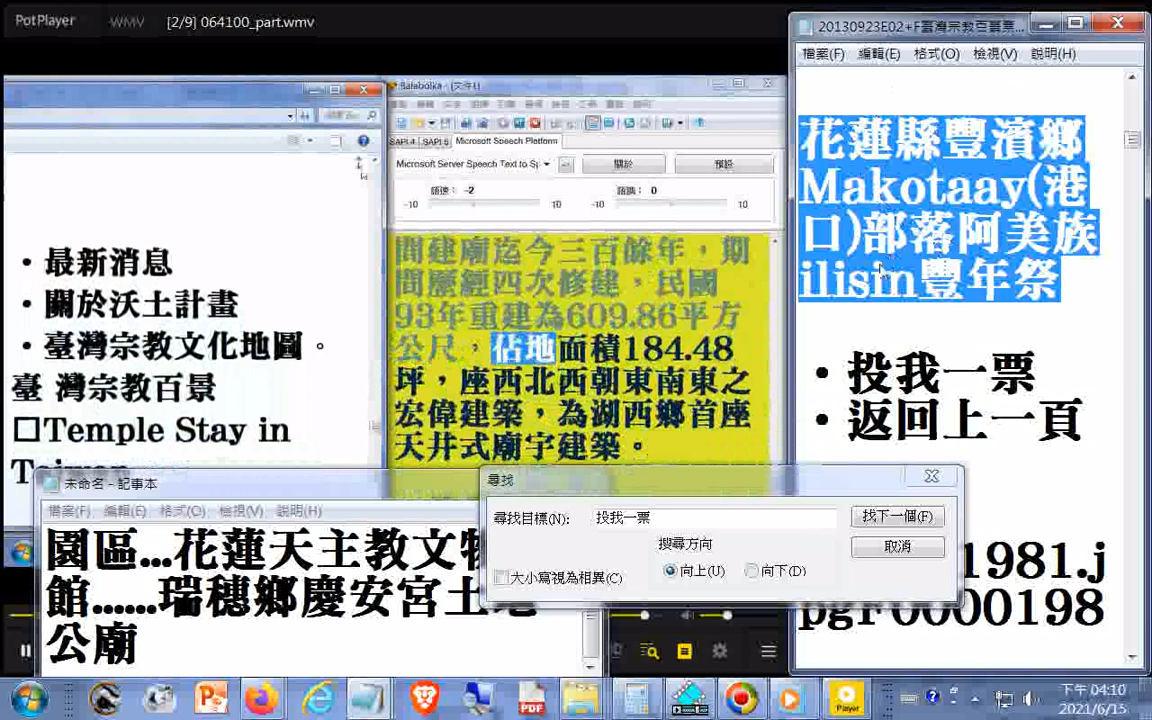 PotPlayer
WMV
[2/9] 064100_part.wmv
20130923E02+F臺灣宗教百景票...
檔案(F) 編輯(E) 格式(O) 檢視(V) 說明(H)
花蓮縣豐濱鄉
Makotaay(港
口)部落阿美族
ilisin豐年祭
・投我一票
・返回上一頁
1981.j
pgF0000198
・最新消息
・關於沃土計畫
・臺灣宗教文化地圖。
臺 灣宗教百景
□Temple Stay in
Taiwan
Balabolka - [文件1]
SAPI 4 SAPI 5 Microsoft Speech Platform
Microsoft Server Speech Text to Sp
關於
預設
語速： -2
語調： 0
-10 10 -10 10
間建廟迄今三百餘年，期
間歷經四次修建，民國
93年重建為609.86平方
公尺，佔地面積184.48
坪，座西北西朝東南東之
宏偉建築，為湖西鄉首座
天井式廟宇建築。
未命名 - 記事本
檔案(F) 編輯(E) 格式(O) 檢視(V) 說明(H)
園區...花蓮天主教文物
館......瑞穗鄉慶安宮土地
公廟
尋找
尋找目標(N): 投我一票
找下一個(F)
搜尋方向
取消
大小寫視為相異(C)
向上(U) 向下(D)
PDF
Player
下午 04:10
2021/6/15